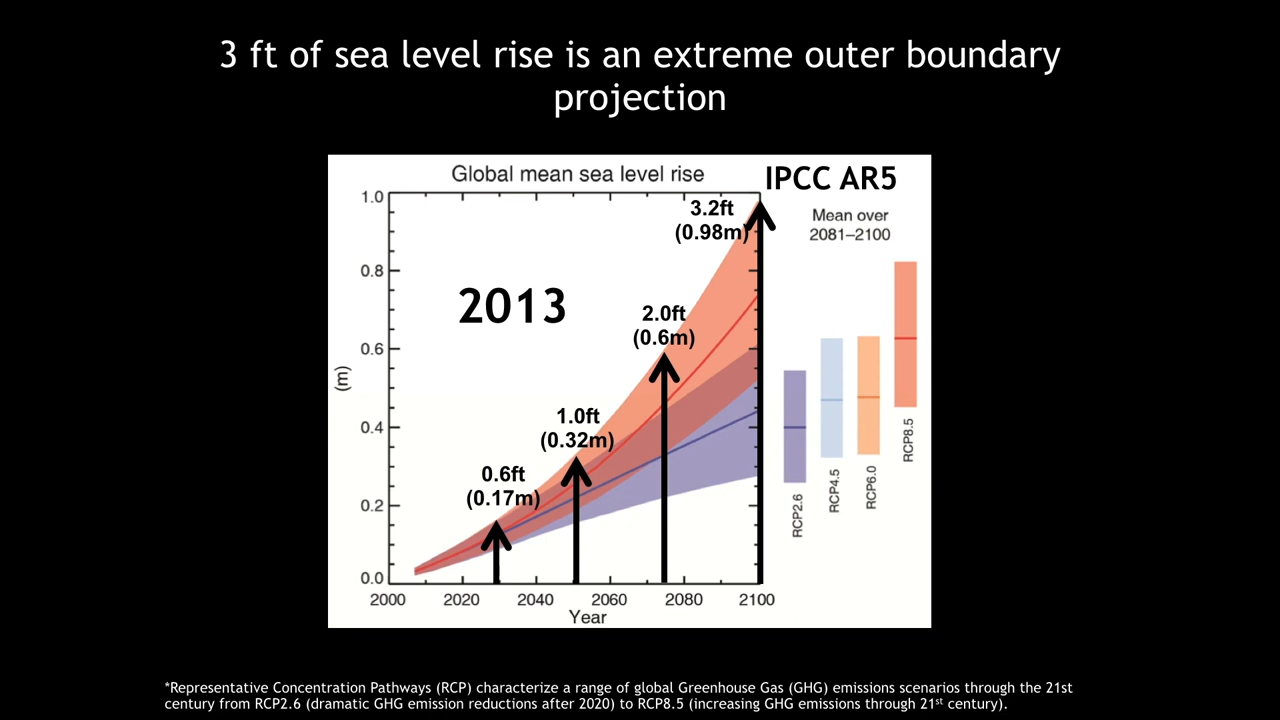 3 ft of sea level rise is an extreme outer boundary
projection
Global mean sea level rise
IPCC AR5
Mean over
2081–2100
1.0
0.8
0.6
0.4
0.2
0.0
(m)
2013
3.2ft
(0.98m)
2.0ft
(0.6m)
1.0ft
(0.32m)
0.6ft
(0.17m)
RCP2.6
RCP4.5
RCP6.0
RCP8.5
2000 2020 2040 2060 2080 2100
Year
*Representative Concentration Pathways (RCP) characterize a range of global Greenhouse Gas (GHG) emissions scenarios through the 21st
century from RCP2.6 (dramatic GHG emission reductions after 2020) to RCP8.5 (increasing GHG emissions through 21st century).